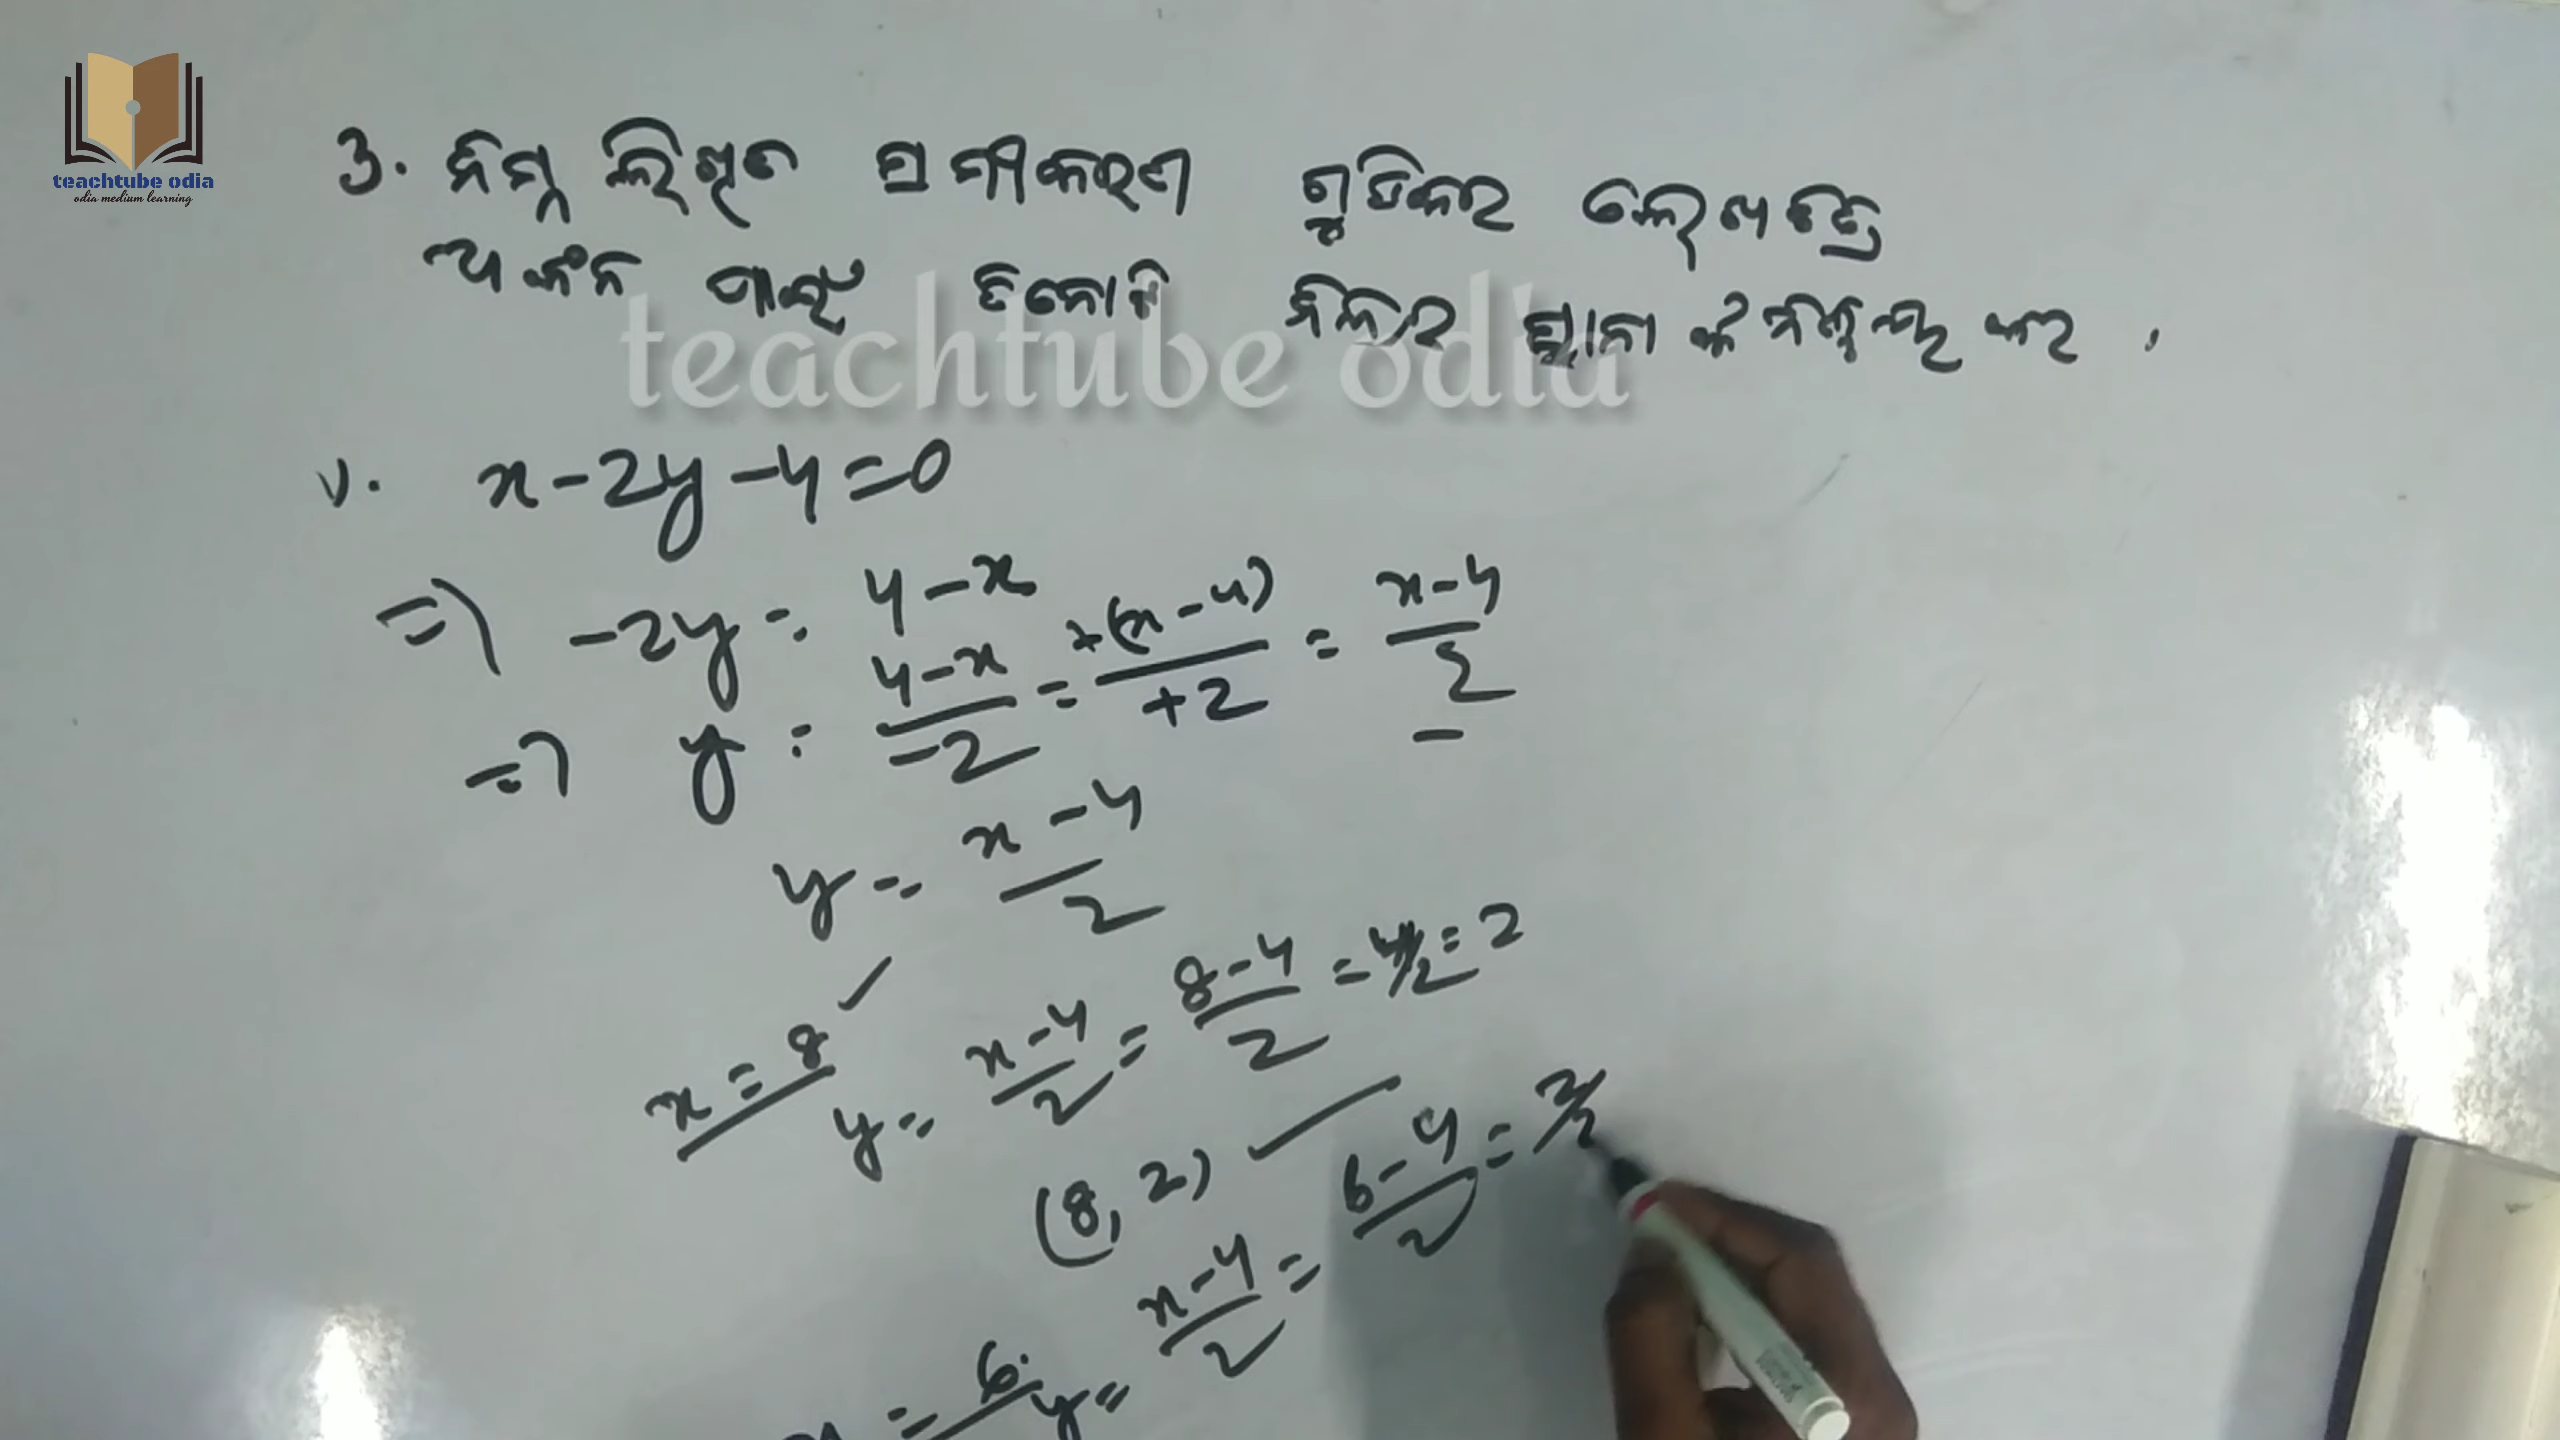 teachtube odia
odia medium learning
3. ନିମ୍ନ ଲିଖିତ ସମୀକରଣ ଗୁଡିକର ଲେଖଚିତ୍ର
ଅଙ୍କନ ପାଇଁ ତିନୋଟି ବିନ୍ଦୁର ସ୍ଥାନାଙ୍କ ନିର୍ଣ୍ଣୟ କର .
teachtube odia
v. x-2y-4=0
=> -2y = 4-x
=> y = 4-x/-2 = +(x-4)/+2 = x-4/2
y = x-4/2
x = 8 ✓
y = x-4/2 = 8-4/2 = 4/2 = 2
(8, 2)
x = 6. y = x-4/2 = 6-4/2 = 2/2